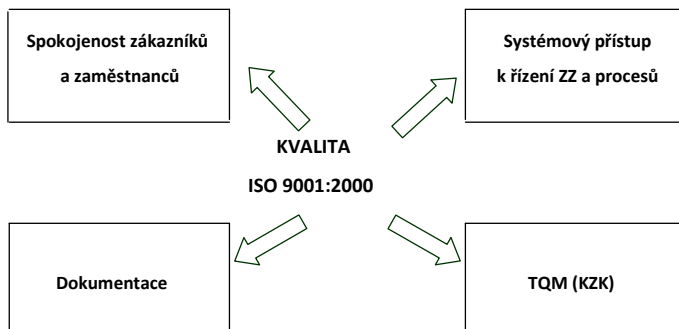 Spokojenost zákazníků
a zaměstnanců
Systémový přístup
k řízení ZZ a procesů
KVALITA
ISO 9001:2000
Dokumentace
TQM (KZK)